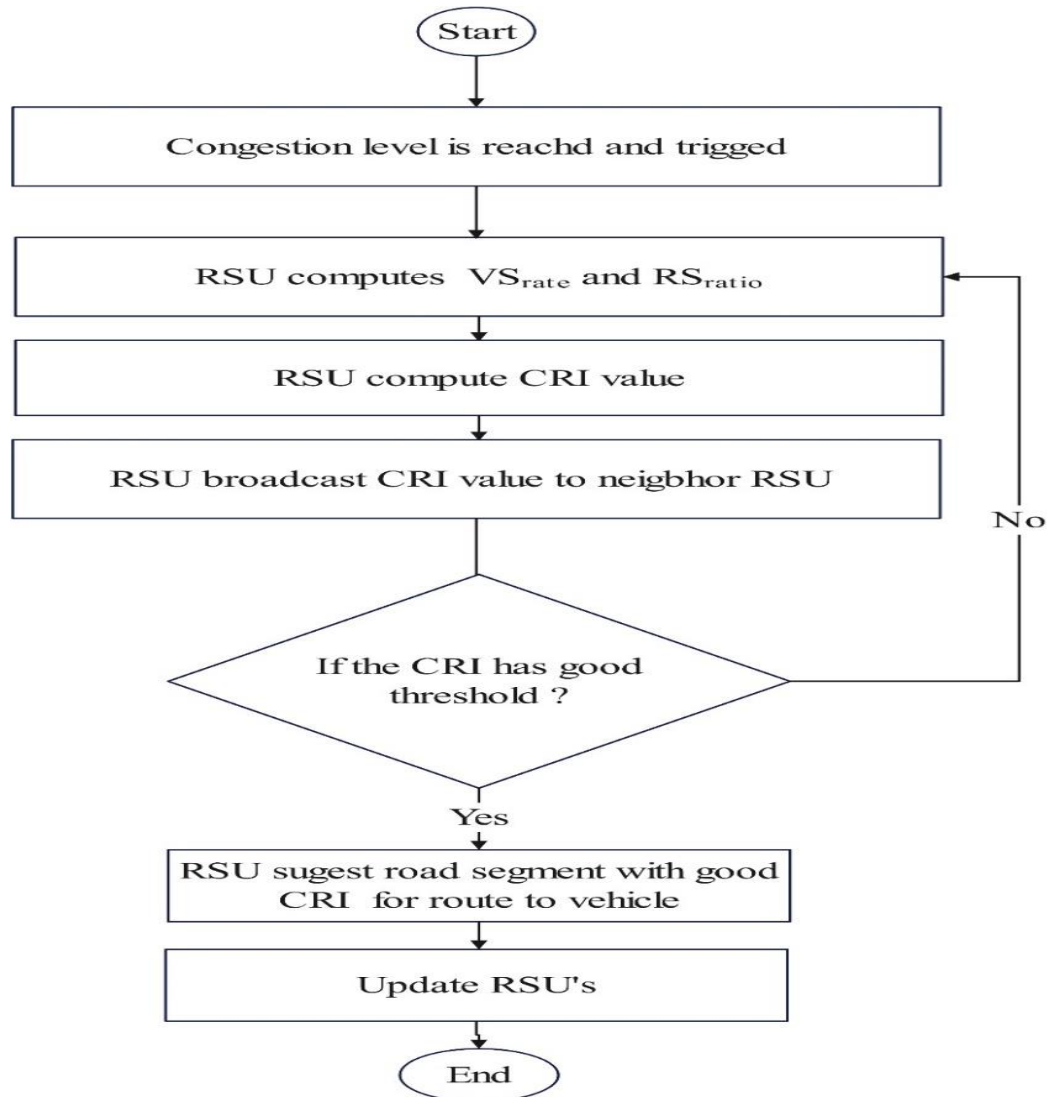 Start
Congestion level is reachd and trigged
RSU computes VSrate and RSratio
RSU compute CRI value
RSU broadcast CRI value to neigbhor RSU
No
If the CRI has good
threshold ?
Yes
RSU sugest road segment with good
CRI for route to vehicle
Update RSU's
End